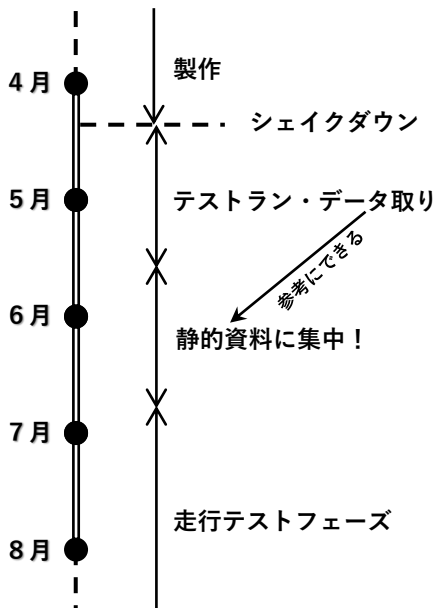 製作
4月
シェイクダウン
5月
テストラン・データ取り
参考にできる
6月
静的資料に集中！
7月
走行テストフェーズ
8月